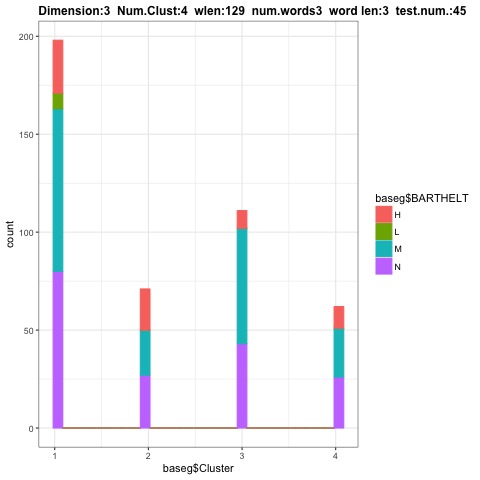 Dimension:3 Num.Clust:4 wlen:129 num.words3 word len:3 test.num.:45
200
150
100
50
0
count
1 2 3 4
baseg$Cluster
baseg$BARTHELT
H
L
M
N